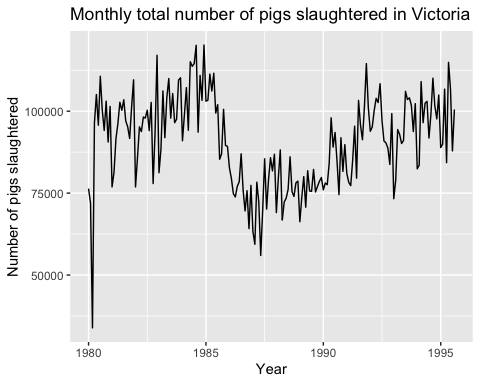 Monthly total number of pigs slaughtered in Victoria
Number of pigs slaughtered
100000
75000
50000
1980
1985
1990
1995
Year